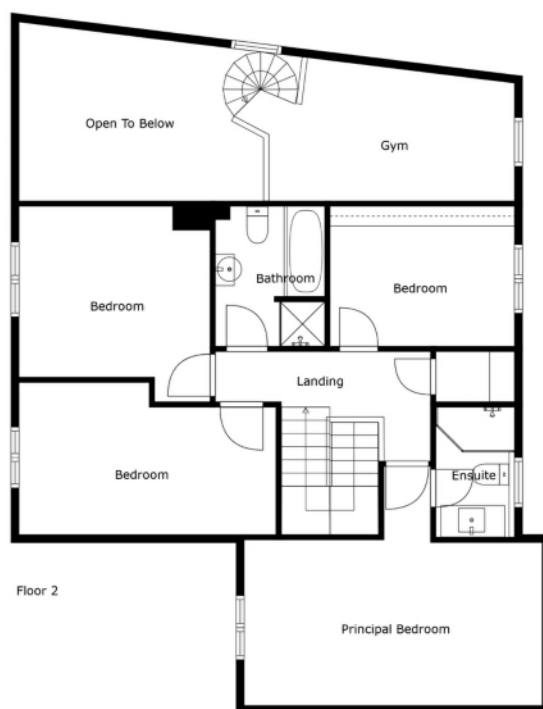 Open To Below
Gym
Bedroom
Bathroom
Bedroom
Landing
Bedroom
Ensuite
Floor 2
Principal Bedroom